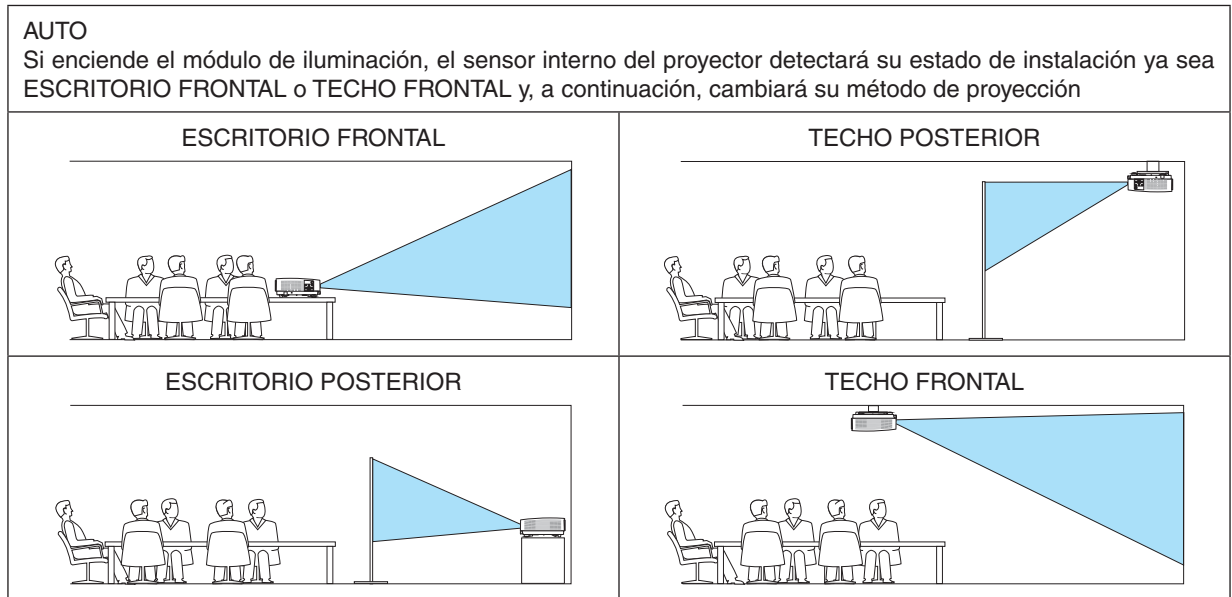 AUTO
Si enciende el módulo de iluminación, el sensor interno del proyector detectará su estado de instalación ya sea
ESCRITORIO FRONTAL o TECHO FRONTAL y, a continuación, cambiará su método de proyección
ESCRITORIO FRONTAL
TECHO POSTERIOR
ESCRITORIO POSTERIOR
TECHO FRONTAL